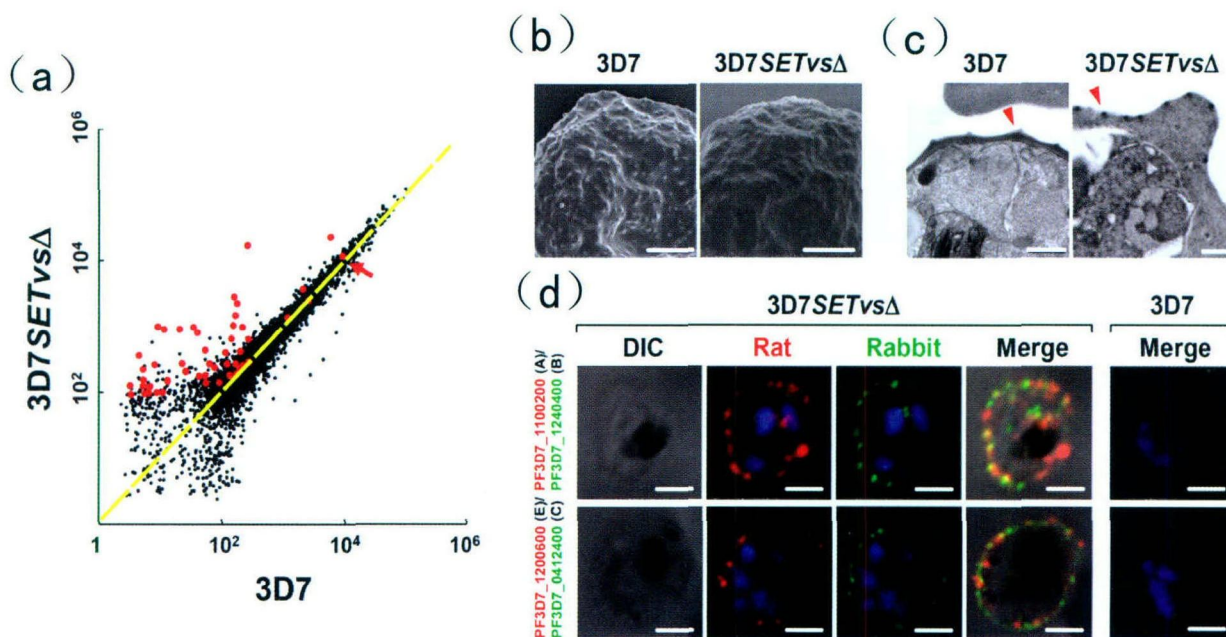 (a)
3D7SETvsΔ
10⁶
10⁴
10²
1
10²
10⁴
10⁶
3D7
(b)
3D7
3D7SETvsΔ
(c)
3D7
3D7SETvsΔ
(d)
3D7SETvsΔ
3D7
DIC
Rat
Rabbit
Merge
Merge
PF3D7_1100200 (A)/
PF3D7_1240400 (B)
PF3D7_1200600 (E)/
PF3D7_0412400 (C)